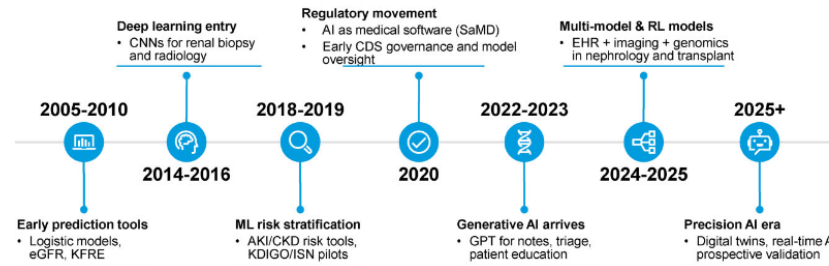 Regulatory movement
• AI as medical software (SaMD)
• Early CDS governance and model
oversight
Deep learning entry
• CNNs for renal biopsy
and radiology
Multi-model & RL models
• EHR + imaging + genomics
in nephrology and transplant
2005-2010
2014-2016
2018-2019
2020
2022-2023
2024-2025
2025+
Early prediction tools
• Logistic models,
eGFR, KFRE
ML risk stratification
• AKI/CKD risk tools,
KDIGO/ISN pilots
Generative AI arrives
• GPT for notes, triage,
patient education
Precision AI era
• Digital twins, real-time
prospective validation